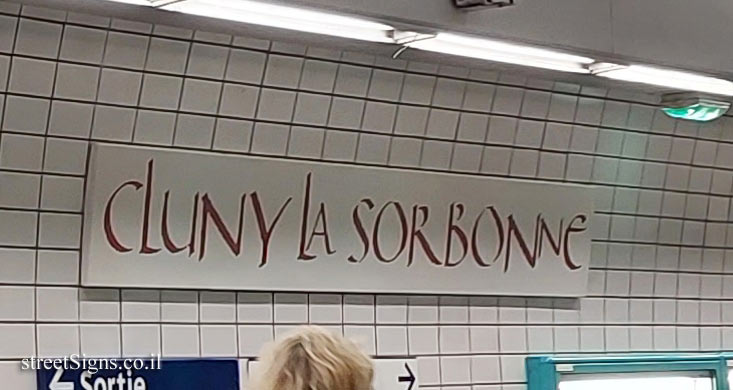 CLUNY LA SORBONNE
streetSigns.co.il
← Sortie →